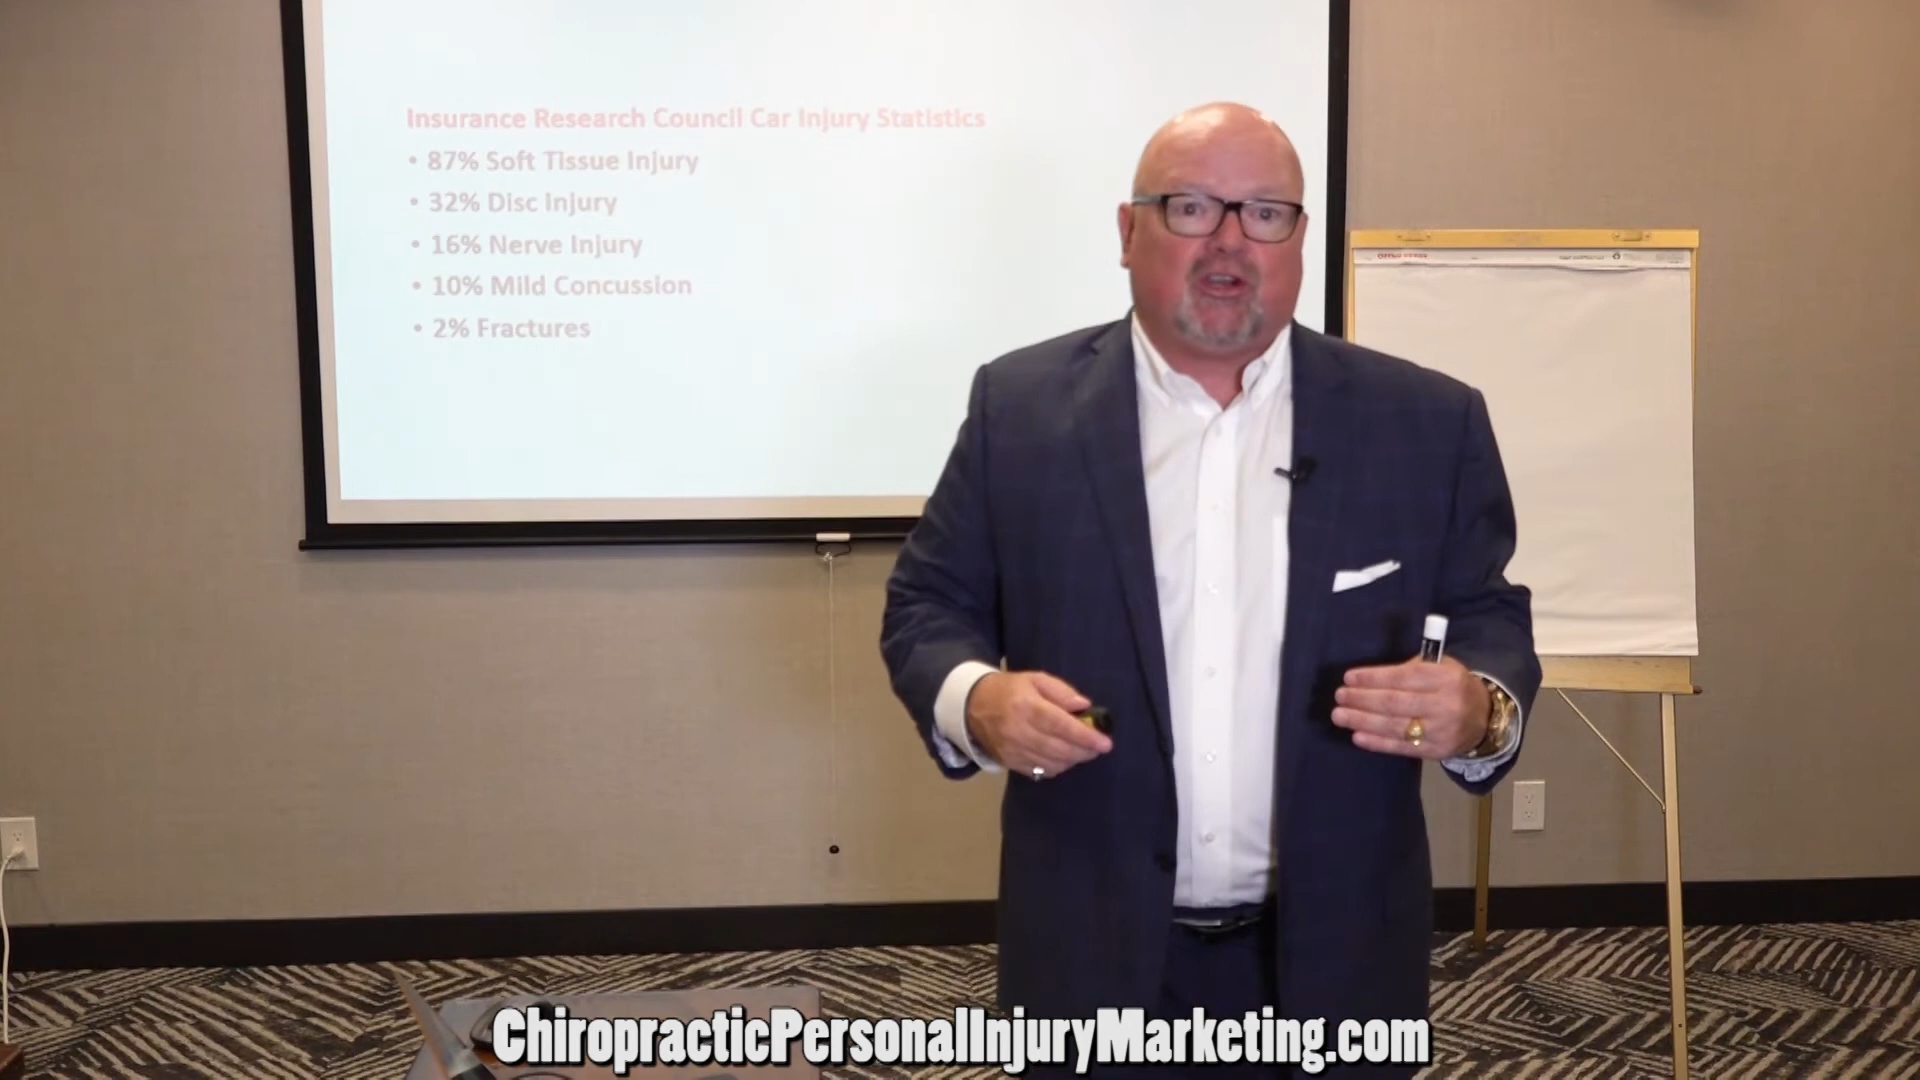 Insurance Research Council Car Injury Statistics
• 87% Soft Tissue Injury
• 32% Disc Injury
• 16% Nerve Injury
• 10% Mild Concussion
• 2% Fractures
ChiropracticPersonalInjuryMarketing.com